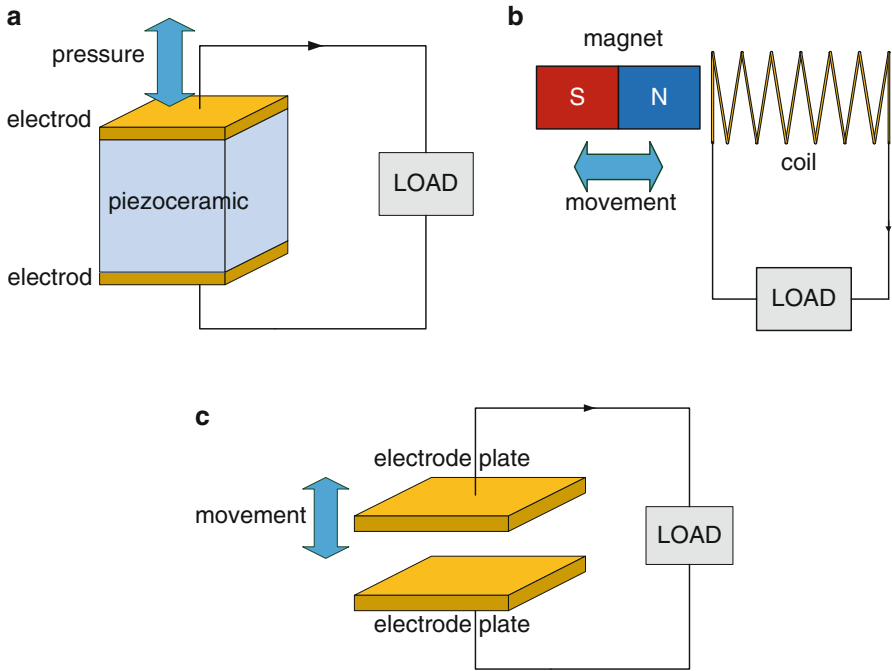 a
pressure
electrod
piezoceramic
electrod
LOAD
b
magnet
S N
movement
coil
LOAD
c
electrode plate
movement
electrode plate
LOAD